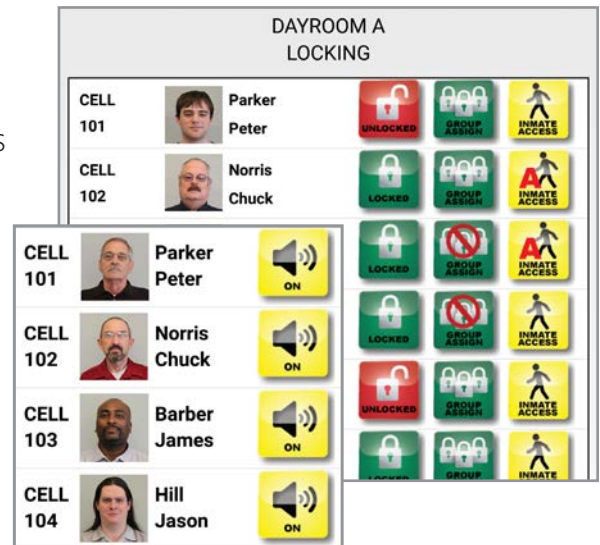 DAYROOM A
LOCKING
CELL
101
Parker
Peter
UNLOCKED
GROUP
ASSIGN
INMATE
ACCESS
CELL
102
Norris
Chuck
LOCKED
GROUP
ASSIGN
A
INMATE
ACCESS
LOCKED
GROUP
ASSIGN
A
INMATE
ACCESS
LOCKED
GROUP
ASSIGN
INMATE
ACCESS
UNLOCKED
GROUP
ASSIGN
INMATE
ACCESS
LOCKED
GROUP
INMATE
S
CELL
101
Parker
Peter
ON
CELL
102
Norris
Chuck
ON
CELL
103
Barber
James
ON
CELL
104
Hill
Jason
ON